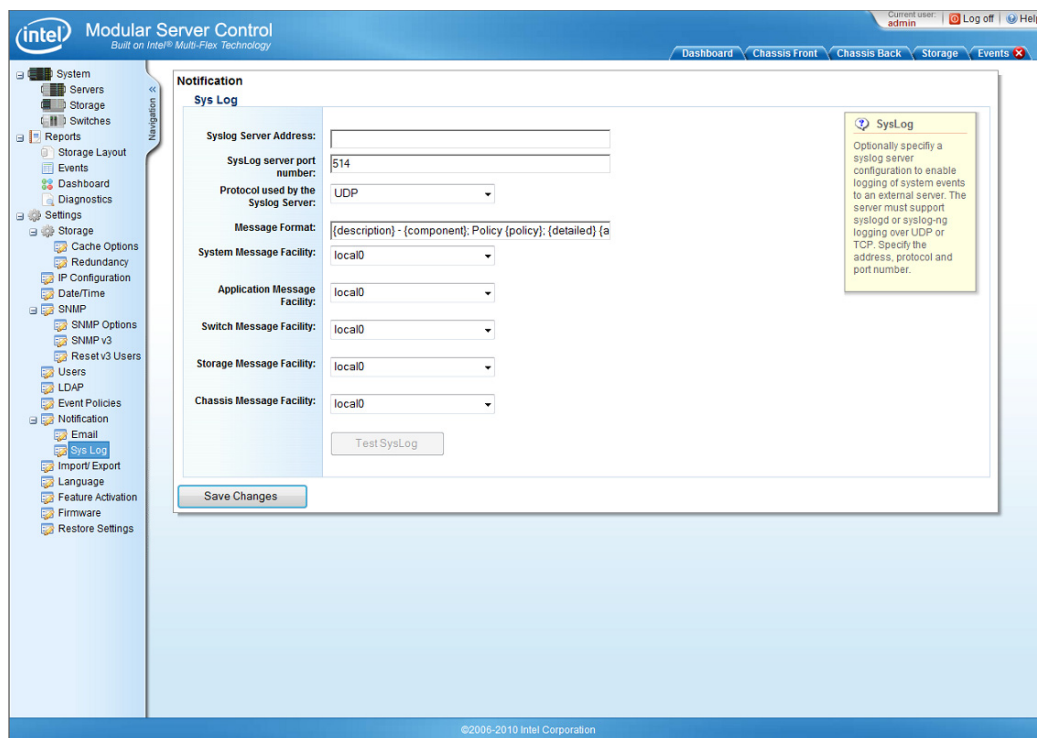 intel
Modular Server Control
Built on Intel® Multi-Flex Technology
Current user:
admin
Log off
Help
Dashboard
Chassis Front
Chassis Back
Storage
Events
System
Servers
Storage
Switches
Reports
Storage Layout
Events
Dashboard
Diagnostics
Settings
Storage
Cache Options
Redundancy
IP Configuration
Date/Time
SNMP
SNMP Options
SNMP v3
Reset v3 Users
Users
LDAP
Event Policies
Notification
Email
Sys Log
Import/ Export
Language
Feature Activation
Firmware
Restore Settings
«
Navigation
Notification
Sys Log
Syslog Server Address:
SysLog server port
number:
514
Protocol used by the
Syslog Server:
UDP
Message Format:
{description} - {component}; Policy {policy}; {detailed} {a
System Message Facility:
local0
Application Message
Facility:
local0
Switch Message Facility:
local0
Storage Message Facility:
local0
Chassis Message Facility:
local0
Test SysLog
Save Changes
SysLog
Optionally specifiy a
syslog server
configuration to enable
logging of system events
to an external server. The
server must support
syslogd or syslog-ng
logging over UDP or
TCP. Specify the
address, protocol and
port number.
©2006-2010 Intel Corporation